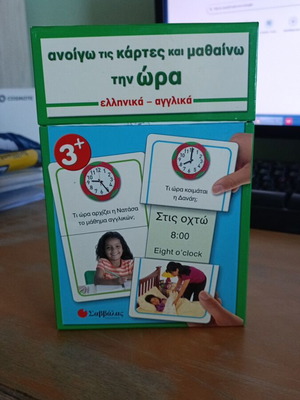 ανοίγω τις κάρτες και μαθαίνω
την ώρα
ελληνικά – αγγλικά
3+
Τι ώρα αρχίζει η Νατάσα
το μάθημα αγγλικών;
Τι ώρα κοιμάται
η Δανάη;
Στις οχτώ
8:00
Eight o'clock
Σαββάλας